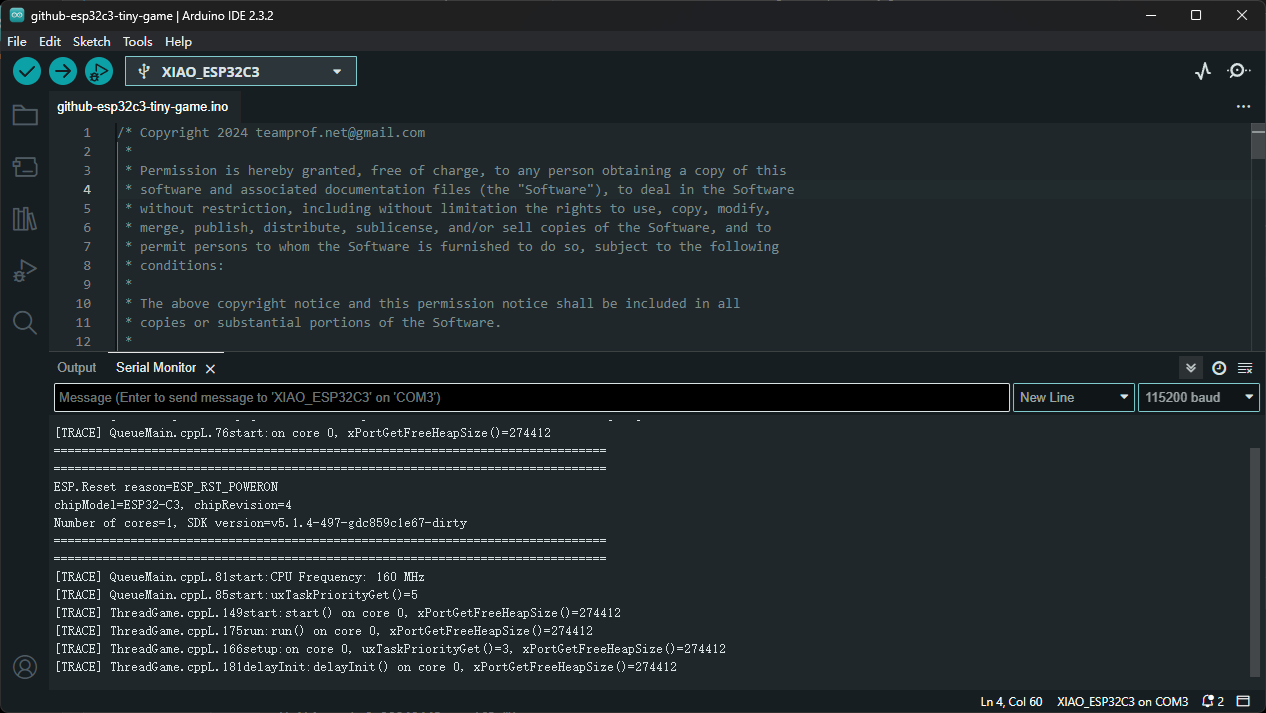 github-esp32c3-tiny-game | Arduino IDE 2.3.2
File Edit Sketch Tools Help
XIAO_ESP32C3
github-esp32c3-tiny-game.ino
1 /* Copyright 2024 teamprof.net@gmail.com
2 *
3 * Permission is hereby granted, free of charge, to any person obtaining a copy of this
4 * software and associated documentation files (the "Software"), to deal in the Software
5 * without restriction, including without limitation the rights to use, copy, modify,
6 * merge, publish, distribute, sublicense, and/or sell copies of the Software, and to
7 * permit persons to whom the Software is furnished to do so, subject to the following
8 * conditions:
9 *
10 * The above copyright notice and this permission notice shall be included in all
11 * copies or substantial portions of the Software.
12 *
Output Serial Monitor
Message (Enter to send message to 'XIAO_ESP32C3' on 'COM3') New Line 115200 baud
[TRACE] QueueMain.cppL.76start:on core 0, xPortGetFreeHeapSize()=274412
===============================================================================
===============================================================================
ESP.Reset reason=ESP_RST_POWERON
chipModel=ESP32-C3, chipRevision=4
Number of cores=1, SDK version=v5.1.4-497-gdc859c1e67-dirty
===============================================================================
===============================================================================
[TRACE] QueueMain.cppL.81start:CPU Frequency: 160 MHz
[TRACE] QueueMain.cppL.85start:uxTaskPriorityGet()=5
[TRACE] ThreadGame.cppL.149start:start() on core 0, xPortGetFreeHeapSize()=274412
[TRACE] ThreadGame.cppL.175run:run() on core 0, xPortGetFreeHeapSize()=274412
[TRACE] ThreadGame.cppL.166setup:on core 0, uxTaskPriorityGet()=3, xPortGetFreeHeapSize()=274412
[TRACE] ThreadGame.cppL.181delayInit:delayInit() on core 0, xPortGetFreeHeapSize()=274412
Ln 4, Col 60 XIAO_ESP32C3 on COM3 2